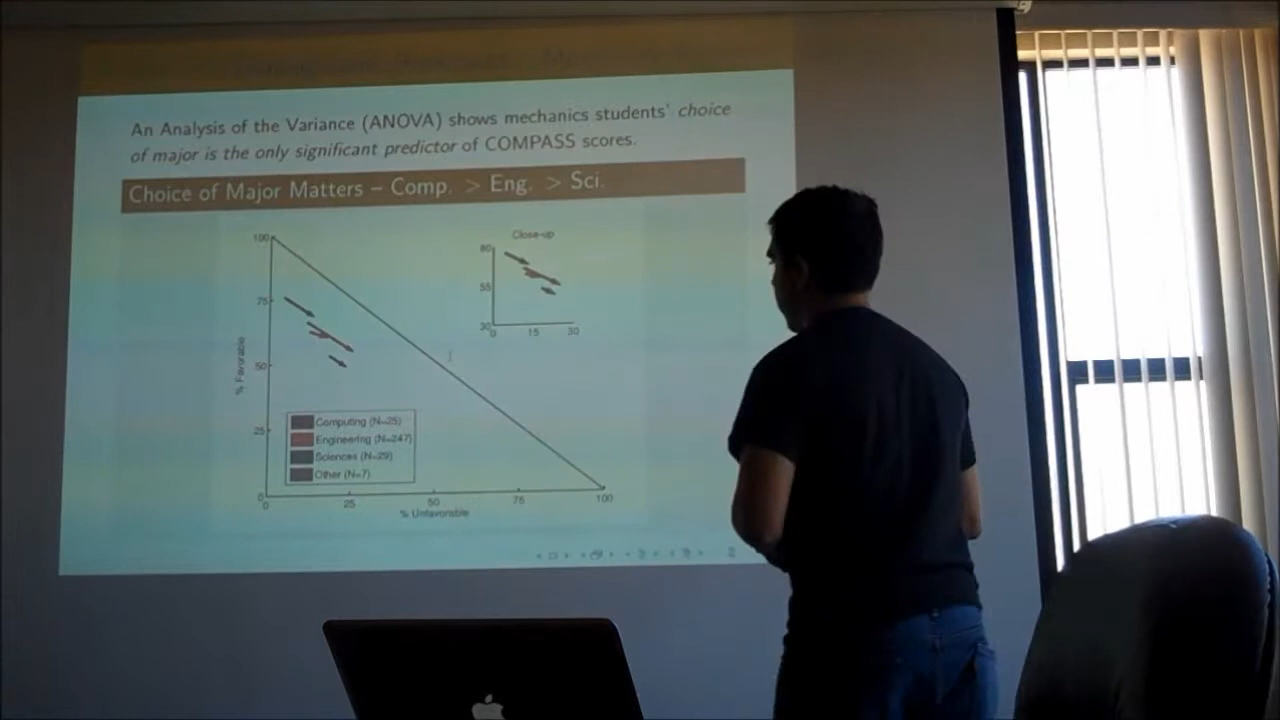 An Analysis of the Variance (ANOVA) shows mechanics students' choice
of major is the only significant predictor of COMPASS scores.
Choice of Major Matters – Comp. > Eng. > Sci.
Close-up
100
75
50
25
0
% Favorable
80
55
30
0 15 30
Computing (N=25)
Engineering (N=247)
Sciences (N=29)
Other (N=7)
0 25 50 75 100
% Unfavorable